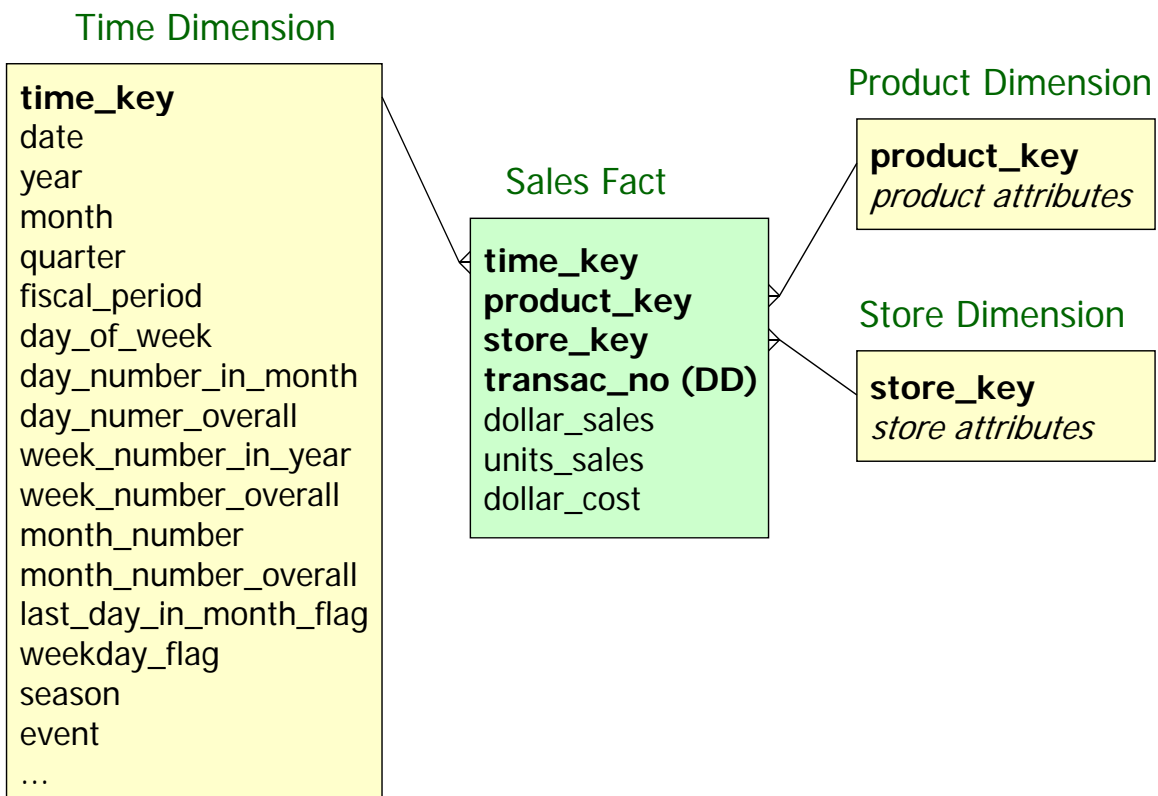 Time Dimension
time_key
date
year
month
quarter
fiscal_period
day_of_week
day_number_in_month
day_numer_overall
week_number_in_year
week_number_overall
month_number
month_number_overall
last_day_in_month_flag
weekday_flag
season
event
…
Sales Fact
time_key
product_key
store_key
transac_no (DD)
dollar_sales
units_sales
dollar_cost
Product Dimension
product_key
product attributes
Store Dimension
store_key
store attributes